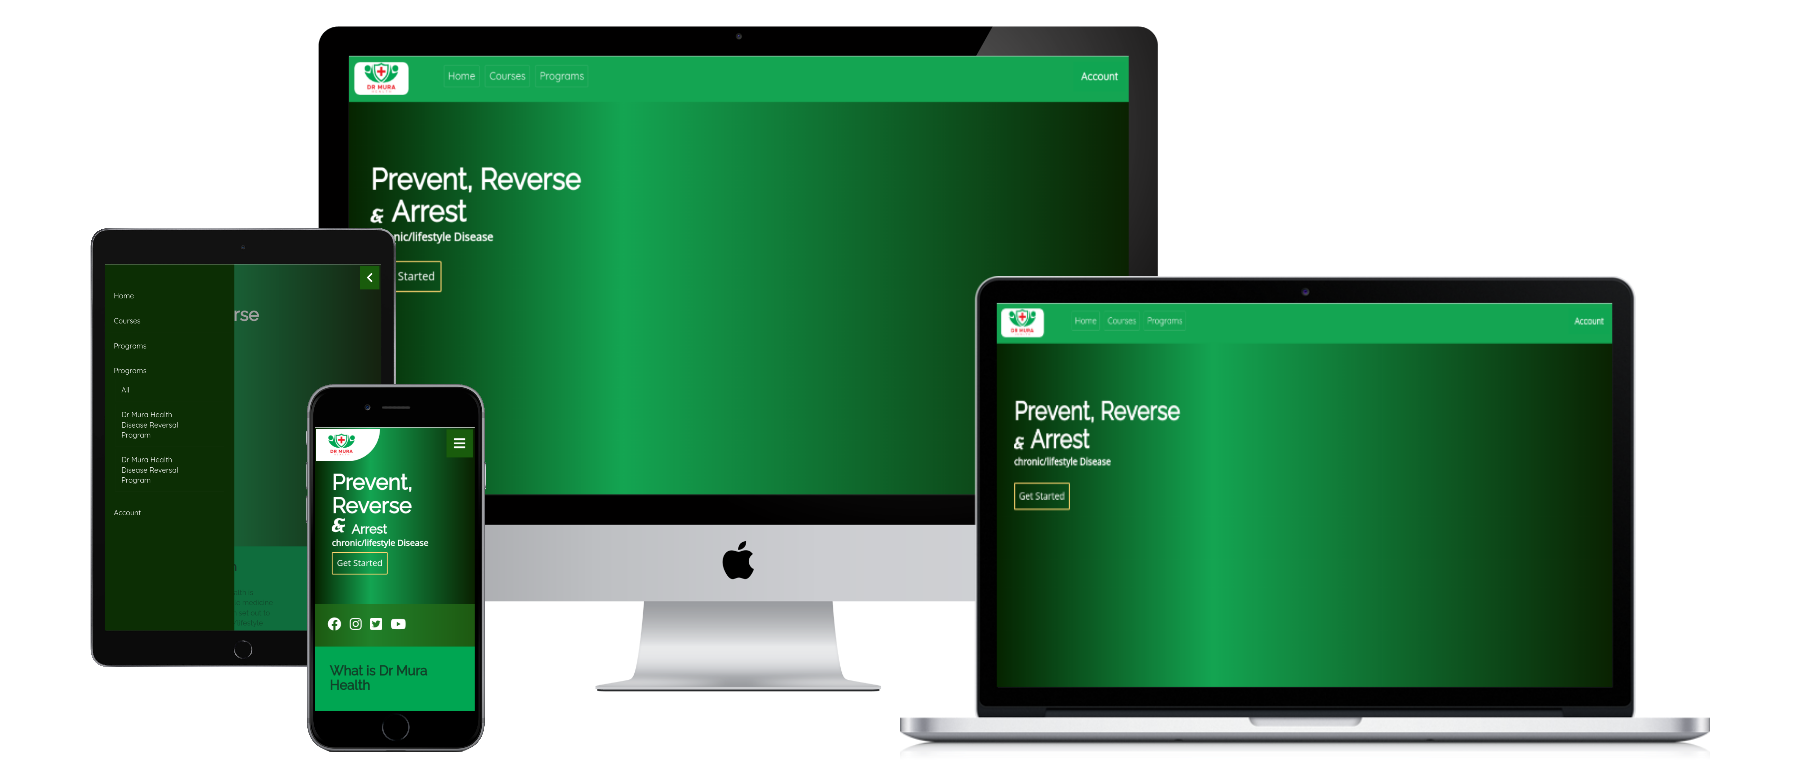 DR MURA
Home Courses Programs
Account
Prevent, Reverse
& Arrest
nic/lifestyle Disease
Started
Home
Courses
Programs
Programs
All
Dr Mura Health
Disease Reversal
Program
Dr Mura Health
Disease Reversal
Program
Account
rse
DR MURA
Prevent,
Reverse
& Arrest
chronic/lifestyle Disease
Get Started
What is Dr Mura
Health
DR MURA
Home Courses Programs
Account
Prevent, Reverse
& Arrest
chronic/lifestyle Disease
Get Started